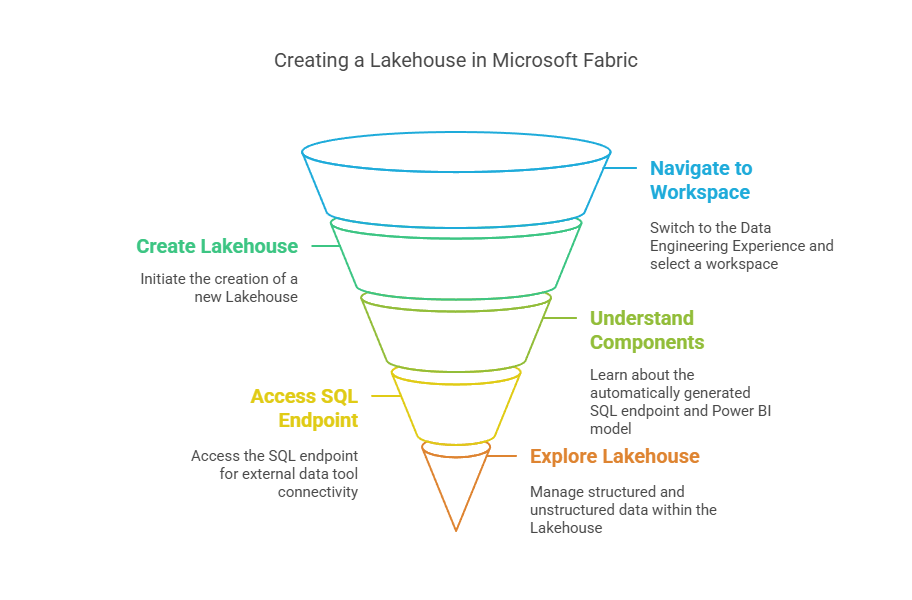 Creating a Lakehouse in Microsoft Fabric
Navigate to
Workspace
Switch to the Data
Engineering Experience and
select a workspace
Create Lakehouse
Initiate the creation of a
new Lakehouse
Understand
Components
Learn about the
automatically generated
SQL endpoint and Power BI
model
Access SQL
Endpoint
Access the SQL endpoint
for external data tool
connectivity
Explore Lakehouse
Manage structured and
unstructured data within the
Lakehouse